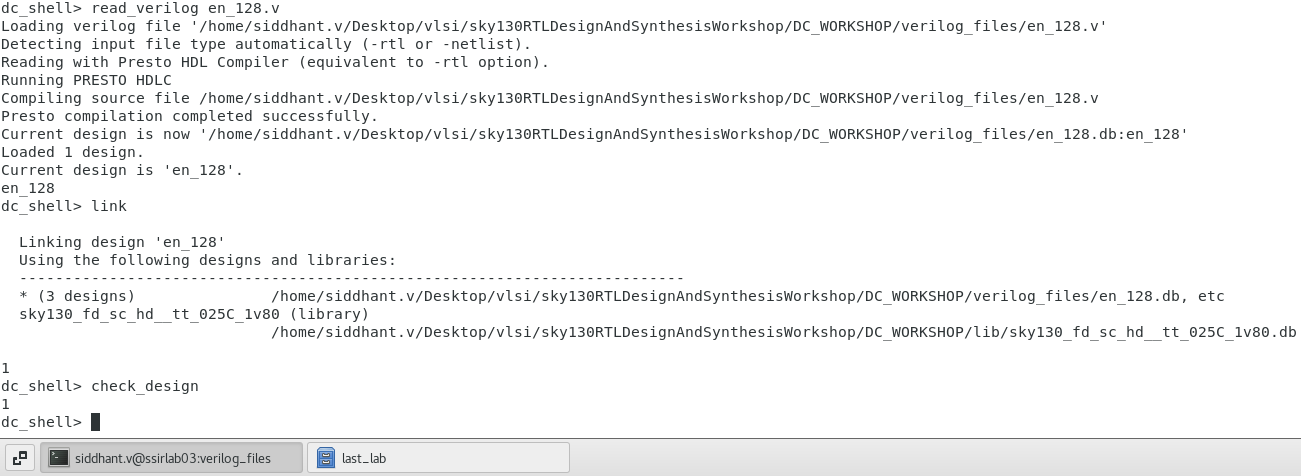 dc_shell> read_verilog en_128.v
Loading verilog file '/home/siddhant.v/Desktop/vlsi/sky130RTLDesignAndSynthesisWorkshop/DC_WORKSHOP/verilog_files/en_128.v'
Detecting input file type automatically (-rtl or -netlist).
Reading with Presto HDL Compiler (equivalent to -rtl option).
Running PRESTO HDLC
Compiling source file /home/siddhant.v/Desktop/vlsi/sky130RTLDesignAndSynthesisWorkshop/DC_WORKSHOP/verilog_files/en_128.v
Presto compilation completed successfully.
Current design is now '/home/siddhant.v/Desktop/vlsi/sky130RTLDesignAndSynthesisWorkshop/DC_WORKSHOP/verilog_files/en_128.db:en_128'
Loaded 1 design.
Current design is 'en_128'.
en_128
dc_shell> link
Linking design 'en_128'
Using the following designs and libraries:
--------------------------------------------------------------------------
* (3 designs)               /home/siddhant.v/Desktop/vlsi/sky130RTLDesignAndSynthesisWorkshop/DC_WORKSHOP/verilog_files/en_128.db, etc
sky130_fd_sc_hd__tt_025C_1v80 (library)
/home/siddhant.v/Desktop/vlsi/sky130RTLDesignAndSynthesisWorkshop/DC_WORKSHOP/lib/sky130_fd_sc_hd__tt_025C_1v80.db
1
dc_shell> check_design
1
dc_shell>
siddhant.v@ssirlab03:verilog_files
last_lab